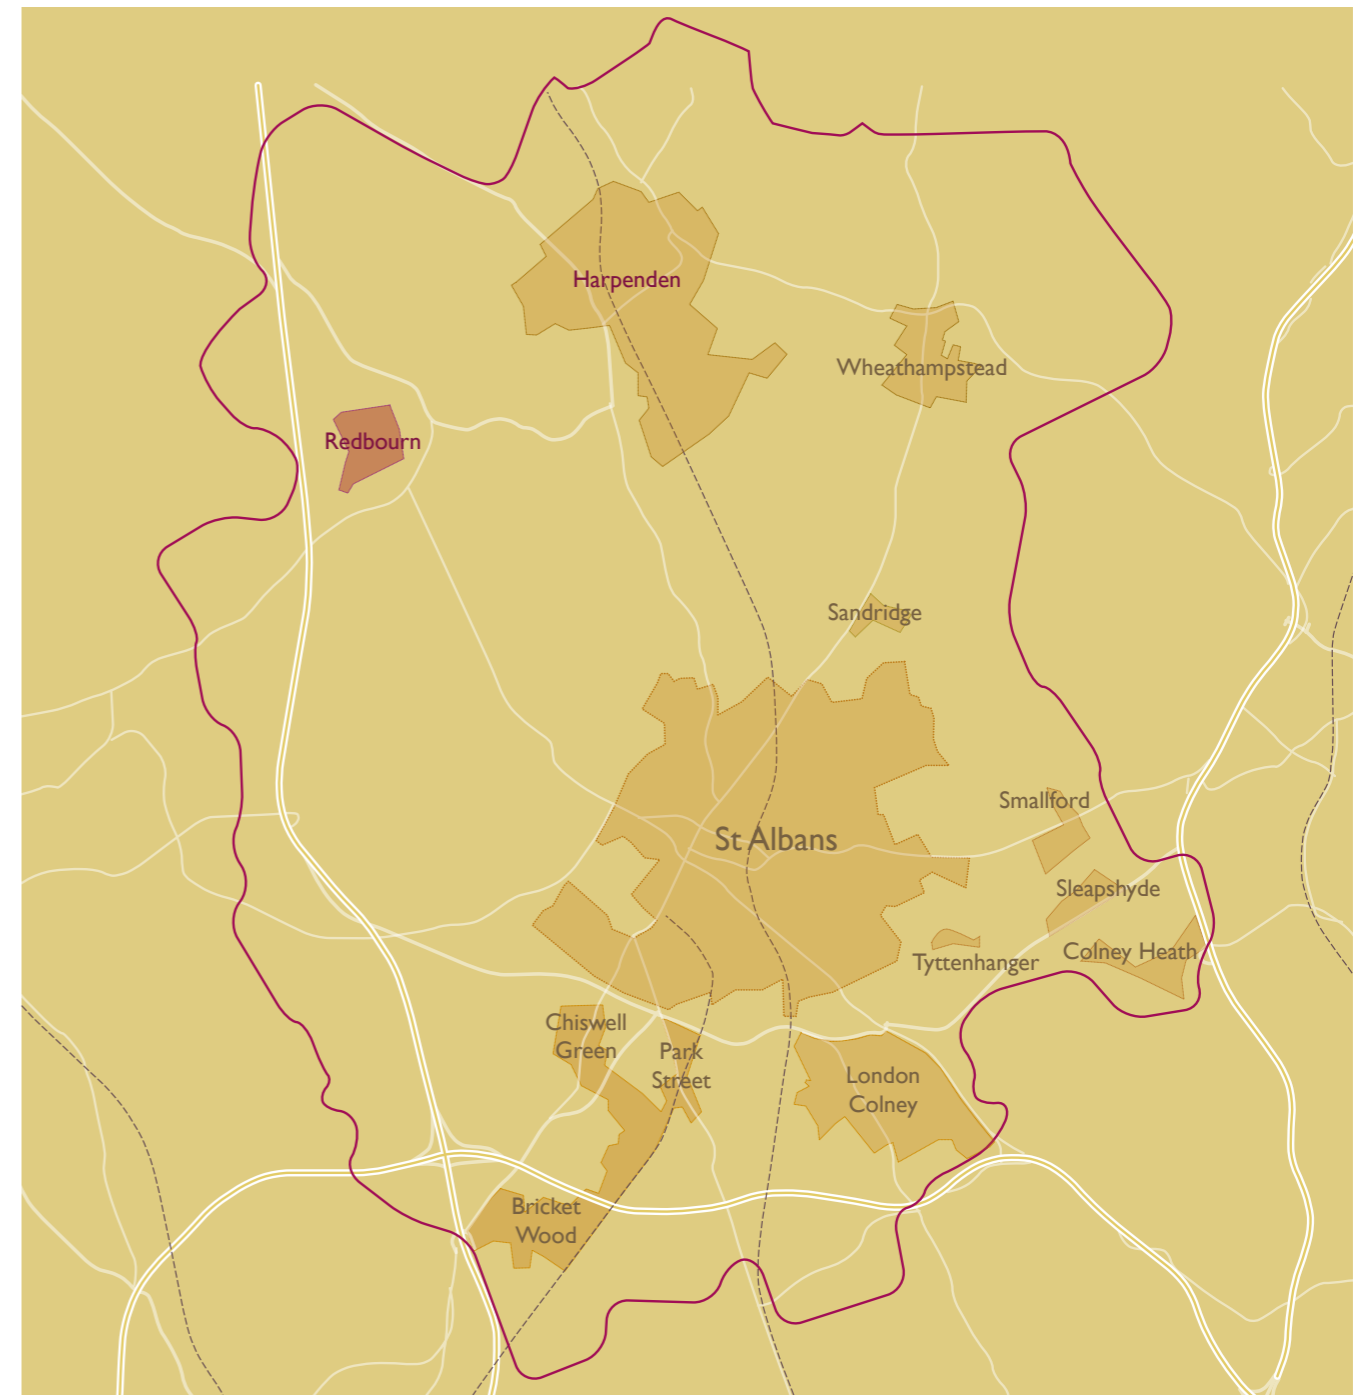 Harpenden
Wheathampstead
Redbourn
Sandridge
Smallford
St Albans
Sleapshyde
Colney Heath
Tyttenhanger
Chiswell
Green
Park
Street
London
Colney
Bricket
Wood